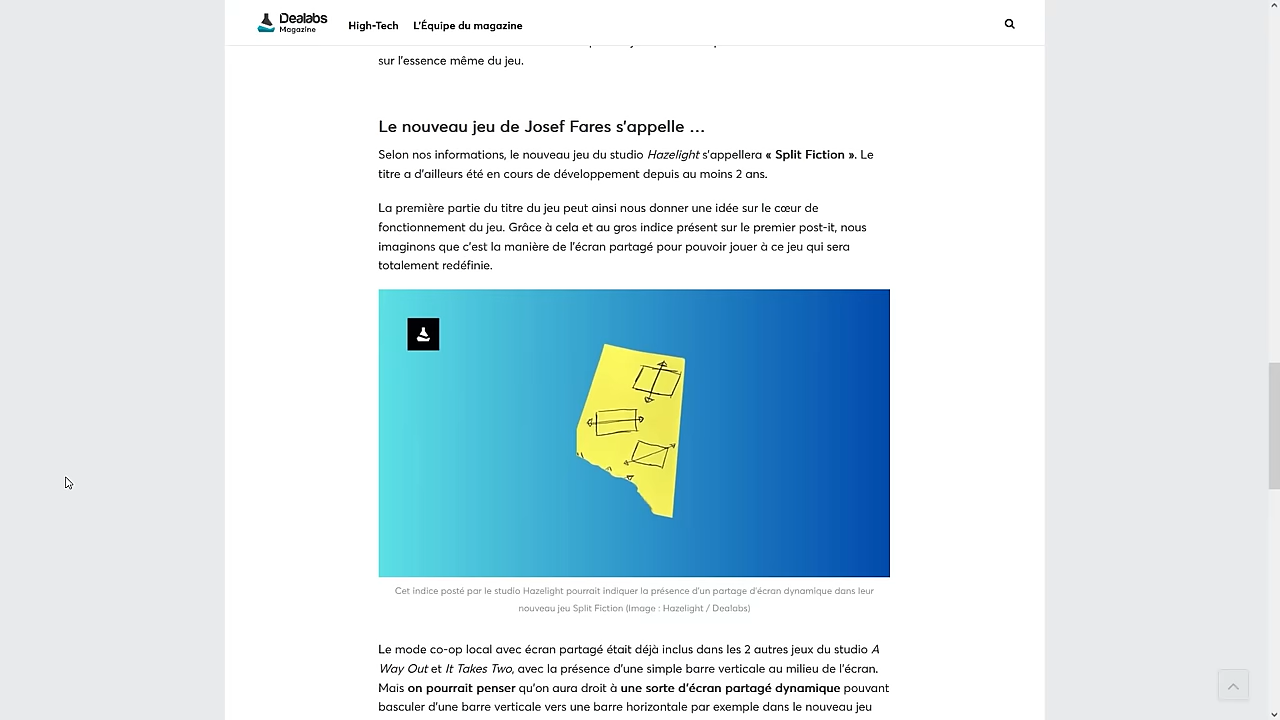 Dealabs
Magazine
High-Tech
L'Équipe du magazine
sur l'essence même du jeu.
Le nouveau jeu de Josef Fares s'appelle …
Selon nos informations, le nouveau jeu du studio Hazelight s'appellera « Split Fiction ». Le
titre a d'ailleurs été en cours de développement depuis au moins 2 ans.
La première partie du titre du jeu peut ainsi nous donner une idée sur le cœur de
fonctionnement du jeu. Grâce à cela et au gros indice présent sur le premier post-it, nous
imaginons que c'est la manière de l'écran partagé pour pouvoir jouer à ce jeu qui sera
totalement redéfinie.
Cet indice posté par le studio Hazelight pourrait indiquer la présence d'un partage d'écran dynamique dans leur
nouveau jeu Split Fiction (Image : Hazelight / Dealabs)
Le mode co-op local avec écran partagé était déjà inclus dans les 2 autres jeux du studio A
Way Out et It Takes Two, avec la présence d'une simple barre verticale au milieu de l'écran.
Mais on pourrait penser qu'on aura droit à une sorte d'écran partagé dynamique pouvant
basculer d'une barre verticale vers une barre horizontale par exemple dans le nouveau jeu